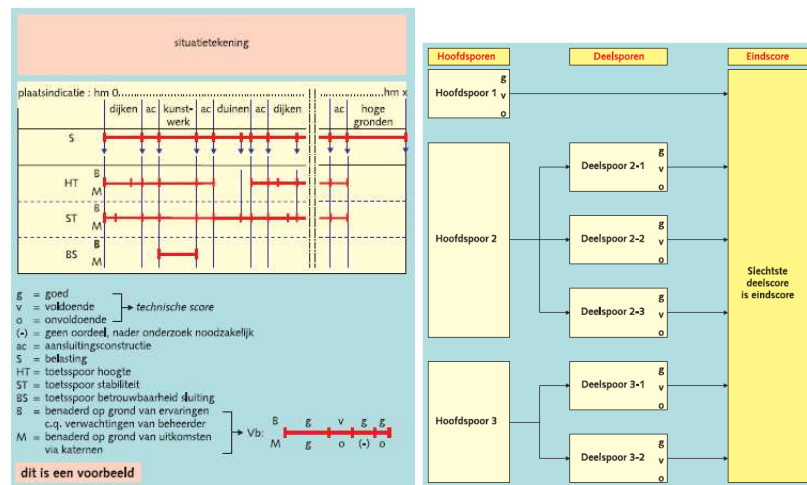 situatietekening
plaatsindicatie : hm 0......................................................hm x
dijken ac kunst- ac duinen ac dijken ac hoge
werk gronden
S
B
HT
M
B
ST
M
B
BS
M
g = goed
v = voldoende
o = onvoldoende
technische score
(-) = geen oordeel, nader onderzoek noodzakelijk
ac = aansluitingsconstructie
S = belasting
HT = toetsspoor hoogte
ST = toetsspoor stabiliteit
BS = toetsspoor betrouwbaarheid sluiting
B = benaderd op grond van ervaringen
c.q. verwachtingen van beheerder
M = benaderd op grond van uitkomsten
via katernen
Vb:
B g v g g
M g o (-) o
dit is een voorbeeld
Hoofdsporen Deelsporen Eindscore
Hoofdspoor 1
g
v
o
Hoofdspoor 2
Deelspoor 2-1
g
v
o
Deelspoor 2-2
g
v
o
Deelspoor 2-3
g
v
o
Hoofdspoor 3
Deelspoor 3-1
g
v
o
Deelspoor 3-2
g
v
o
Slechtste
deelscore
is eindscore